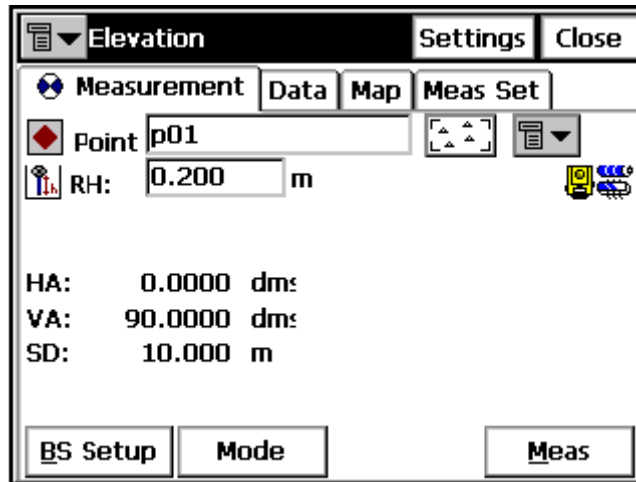 Elevation Settings Close
Measurement Data Map Meas Set
Point p01
RH: 0.200 m
HA: 0.0000 dms
VA: 90.0000 dms
SD: 10.000 m
BS Setup Mode Meas